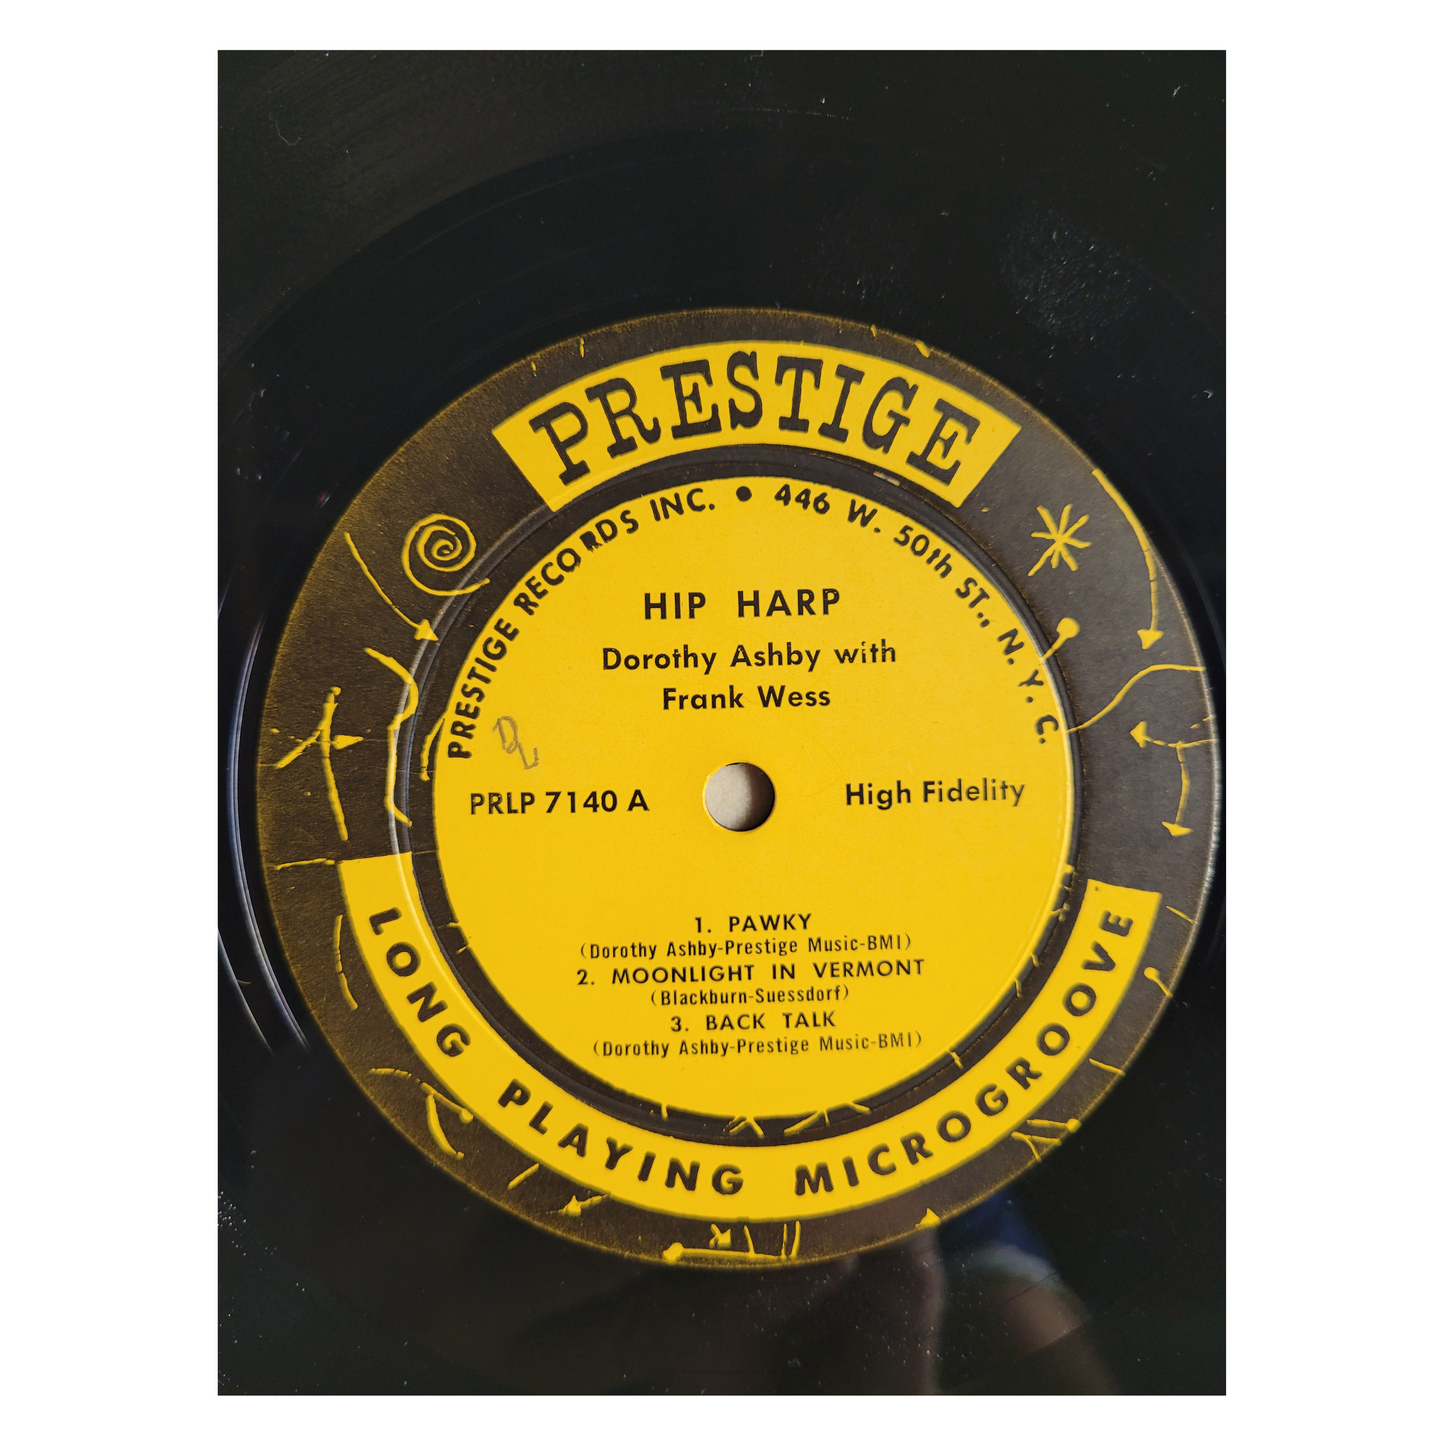 PRESTIGE
PRESTIGE RECORDS INC. • 446 W. 50th ST., N. Y. C.
HIP HARP
Dorothy Ashby with
Frank Wess
DL
PRLP 7140 A
High Fidelity
1. PAWKY
(Dorothy Ashby-Prestige Music-BMI)
2. MOONLIGHT IN VERMONT
(Blackburn-Suessdorf)
3. BACK TALK
(Dorothy Ashby-Prestige Music-BMI)
LONG PLAYING MICROGROOVE